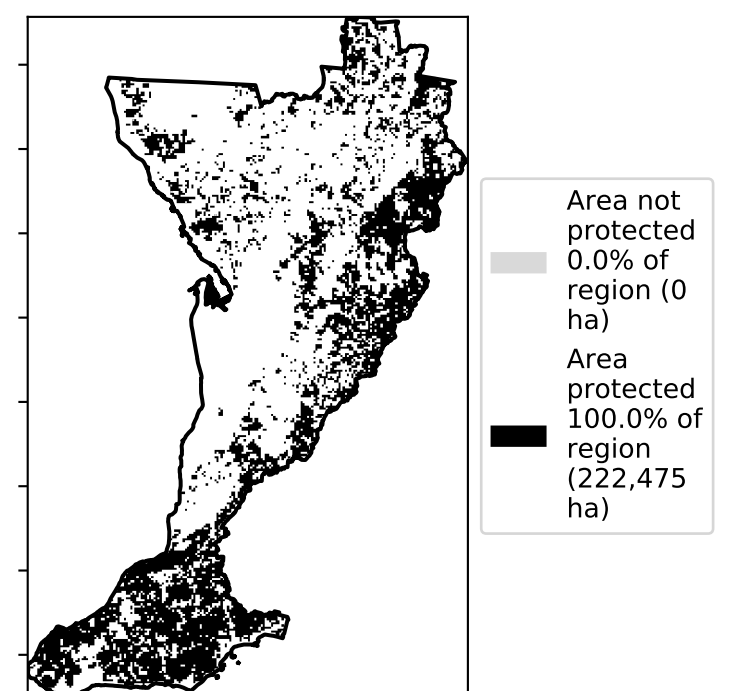 Area not
protected
0.0% of
region (0
ha)
Area
protected
100.0% of
region
(222,475
ha)